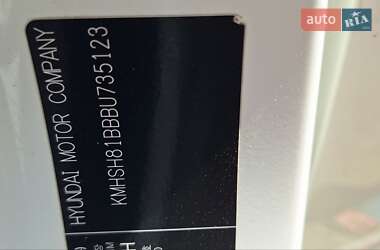 HYUNDAI MOTOR COMPANY
KMHSH81BBBU735123
auto RIA